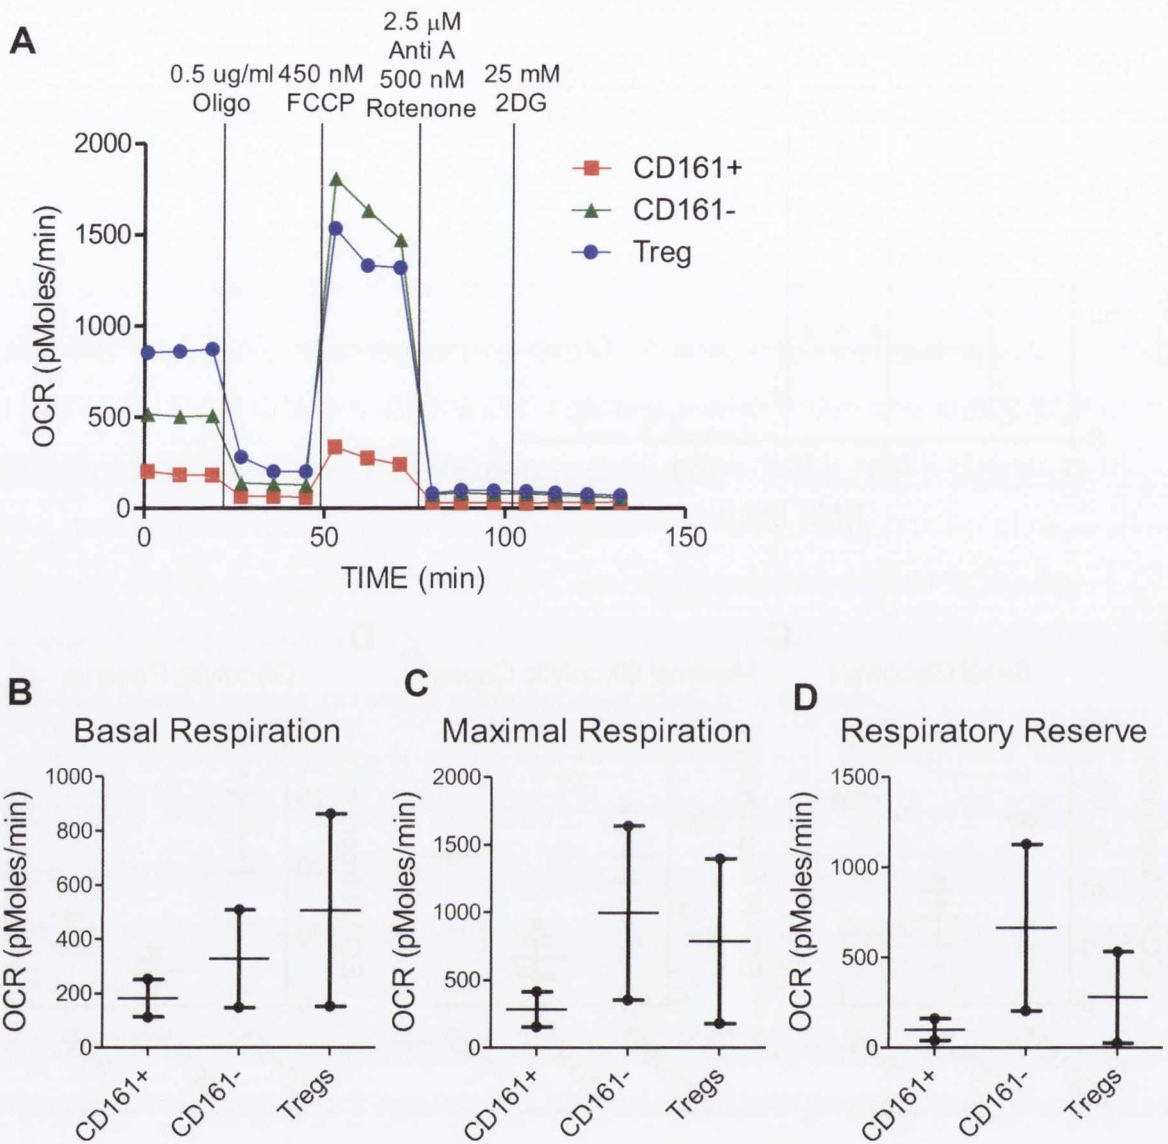 A
2.5 μM
Anti A
0.5 ug/ml 450 nM 500 nM 25 mM
Oligo FCCP Rotenone 2DG
2000
1500
1000
500
0
OCR (pMoles/min)
0 50 100 150
TIME (min)
CD161+
CD161-
Treg
B
Basal Respiration
1000
800
600
400
200
0
OCR (pMoles/min)
CD161+ CD161- Tregs
C
Maximal Respiration
2000
1500
1000
500
0
OCR (pMoles/min)
CD161+ CD161- Tregs
D
Respiratory Reserve
1500
1000
500
0
OCR (pMoles/min)
CD161+ CD161- Tregs